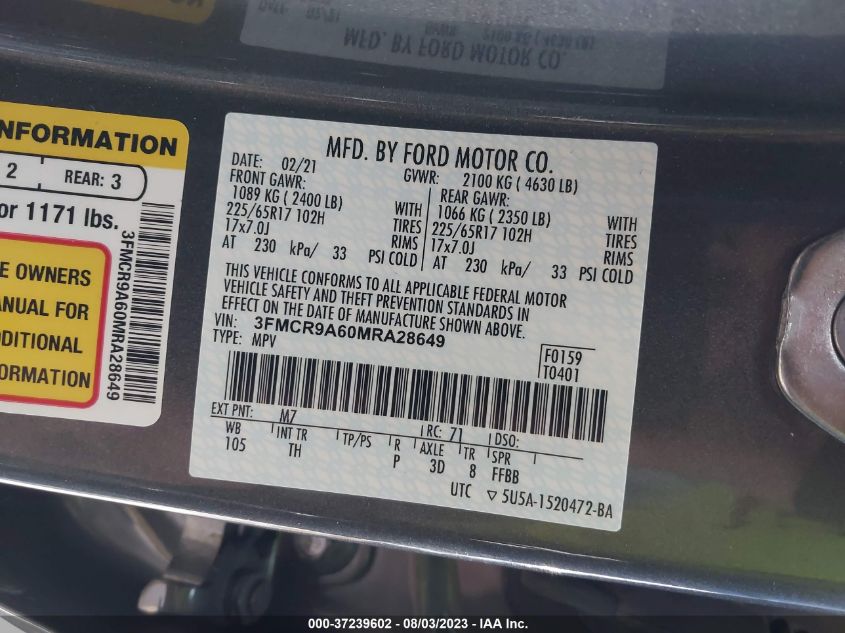 MFD. BY FORD MOTOR CO.
NFORMATION
2 REAR: 3
or 1171 lbs.
3FMCR9A60MRA28649
E OWNERS
ANUAL FOR
DDITIONAL
FORMATION
MFD. BY FORD MOTOR CO.
DATE: 02/21 GVWR: 2100 KG ( 4630 LB)
FRONT GAWR: REAR GAWR:
1089 KG ( 2400 LB) WITH 1066 KG ( 2350 LB) WITH
225/65R17 102H TIRES 225/65R17 102H TIRES
17x7.0J RIMS 17x7.0J RIMS
AT 230 kPa/ 33 PSI COLD AT 230 kPa/ 33 PSI COLD
THIS VEHICLE CONFORMS TO ALL APPLICABLE FEDERAL MOTOR
VEHICLE SAFETY AND THEFT PREVENTION STANDARDS IN
EFFECT ON THE DATE OF MANUFACTURE SHOWN ABOVE.
VIN: 3FMCR9A60MRA28649
TYPE: MPV
F0159
T0401
EXT PNT: M7 RC: 71 DSO:
WB INT TR TP/PS R AXLE TR SPR
105 TH P 3D 8 FFBB
UTC ▽ 5U5A-1520472-BA
000-37239602 - 08/03/2023 - IAA Inc.